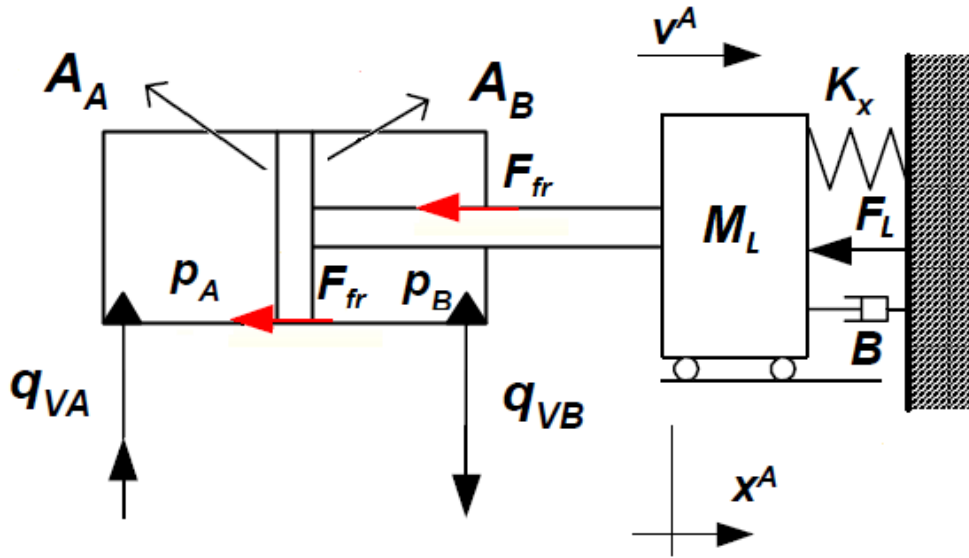 v^A
A_A
A_B
K_x
F_fr
M_L
F_L
p_A
F_fr
p_B
B
q_VA
q_VB
x^A